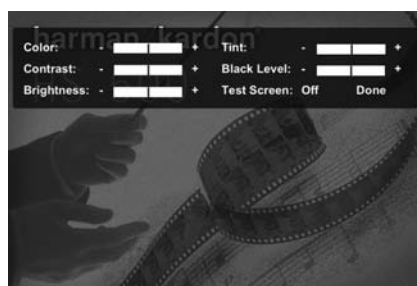 harman kardon
Color: - + Tint: - +
Contrast: - + Black Level: - +
Brightness: - + Test Screen: Off Done